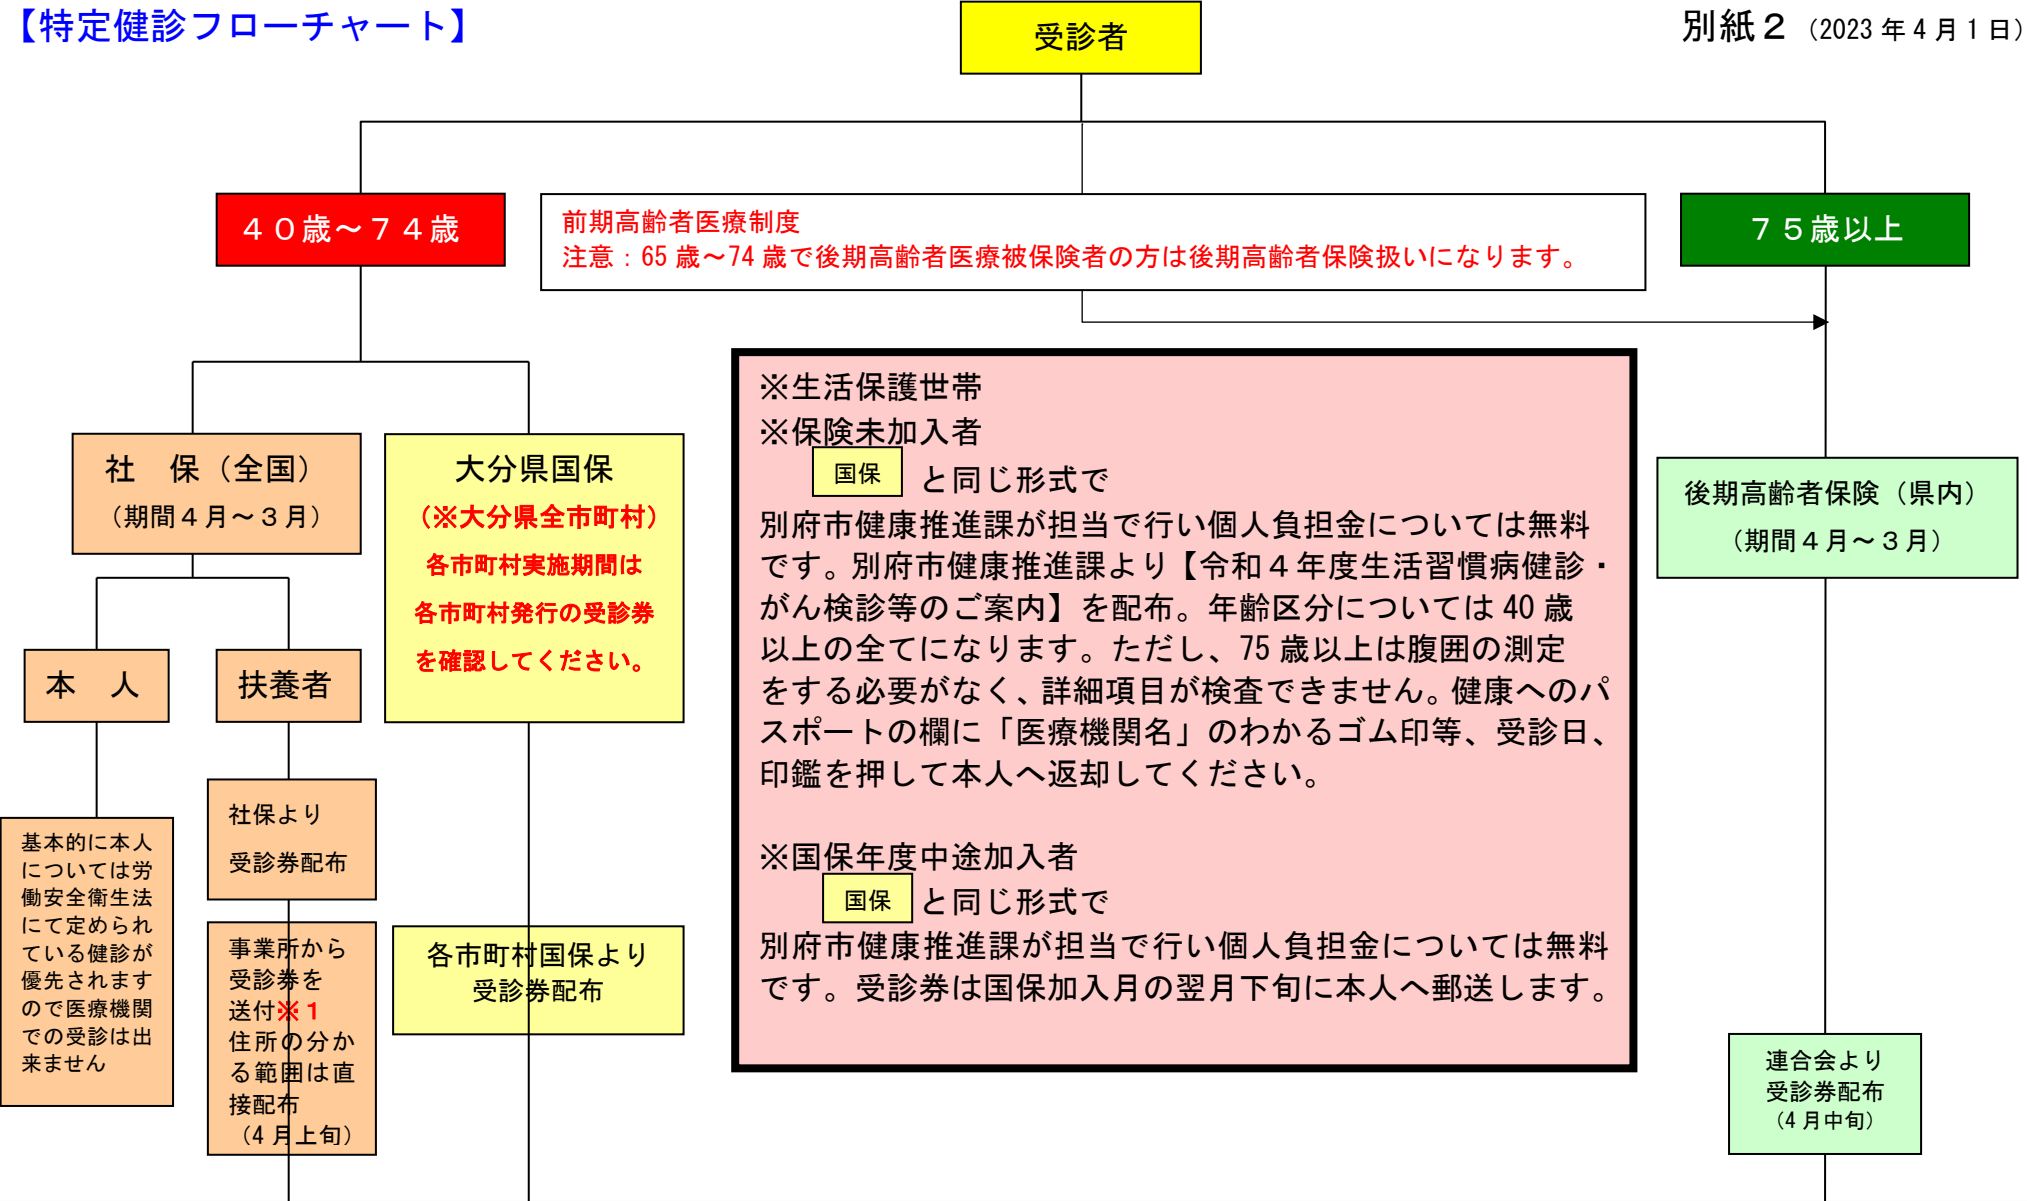 【特定健診フローチャート】
受診者
別紙２（2023年4月1日）
４０歳～７４歳
前期高齢者医療制度
注意：65歳～74歳で後期高齢者医療被保険者の方は後期高齢者保険扱いになります。
７５歳以上
社　保（全国）
（期間４月～３月）
大分県国保
（※大分県全市町村）
各市町村実施期間は
各市町村発行の受診券
を確認してください。
※生活保護世帯
※保険未加入者
国保 と同じ形式で
別府市健康推進課が担当で行い個人負担金については無料
です。別府市健康推進課より【令和４年度生活習慣病健診・
がん検診等のご案内】を配布。年齢区分については40歳
以上の全てになります。ただし、75歳以上は腹囲の測定
をする必要がなく、詳細項目が検査できません。健康へのパ
スポートの欄に「医療機関名」のわかるゴム印等、受診日、
印鑑を押して本人へ返却してください。
※国保年度中途加入者
国保 と同じ形式で
別府市健康推進課が担当で行い個人負担金については無料
です。受診券は国保加入月の翌月下旬に本人へ郵送します。
後期高齢者保険（県内）
（期間４月～３月）
本　人
扶養者
基本的に本人
については労
働安全衛生法
にて定められ
ている健診が
優先されます
ので医療機関
での受診は出
来ません
社保より
受診券配布
事業所から
受診券を
送付※１
住所の分か
る範囲は直
接配布
（4月上旬）
各市町村国保より
受診券配布
連合会より
受診券配布
（4月中旬）